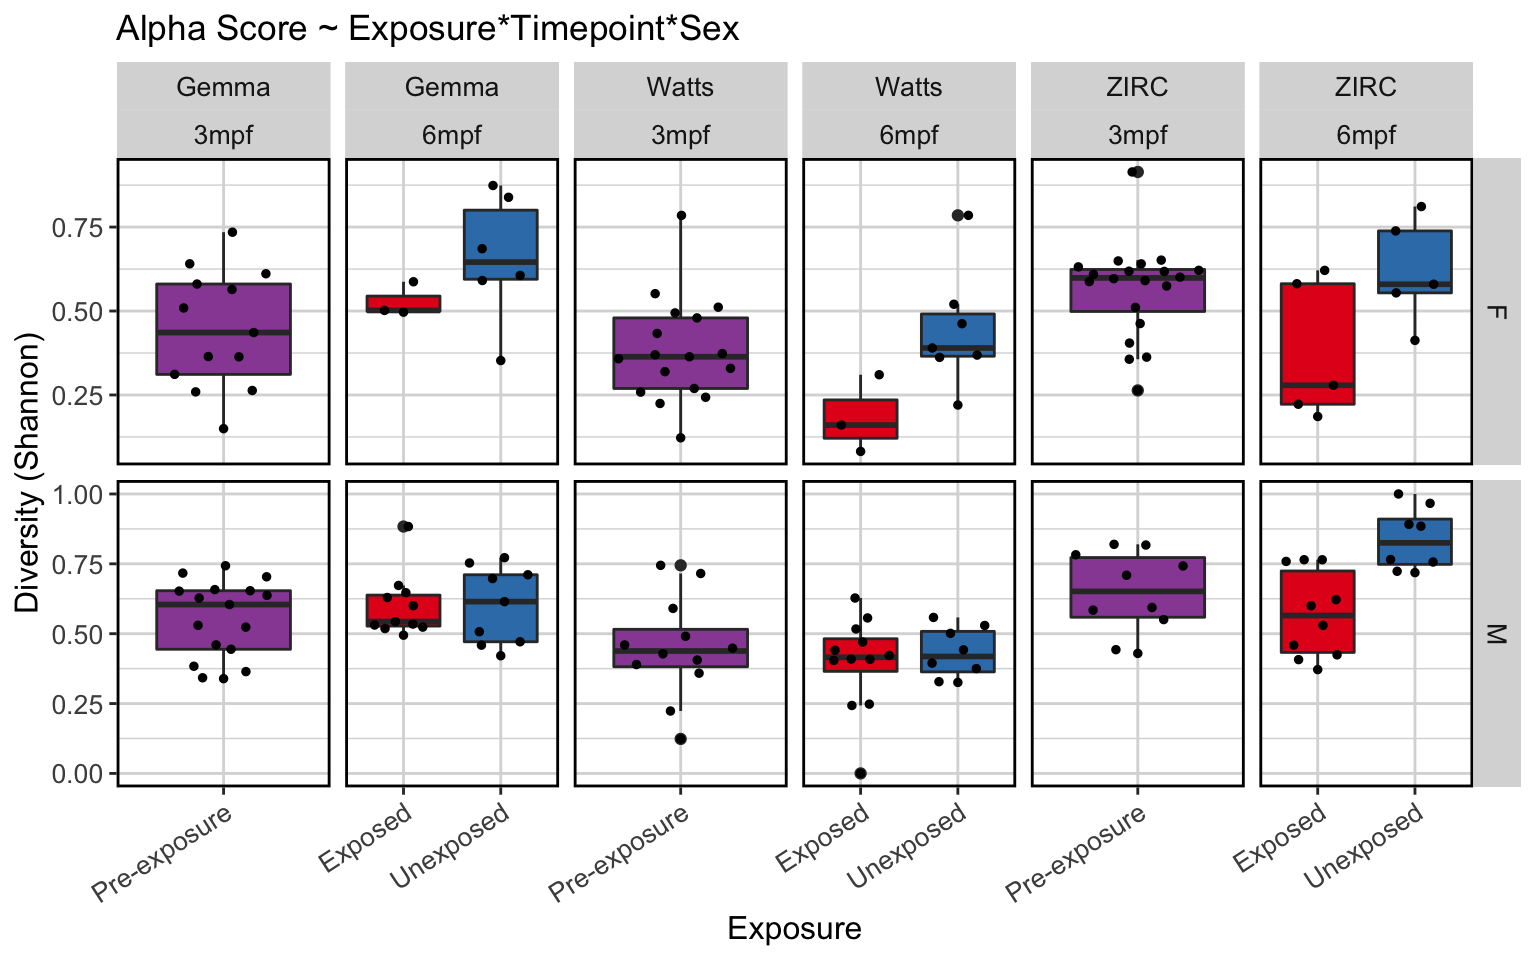 Alpha Score ~ Exposure*Timepoint*Sex
Gemma Gemma Watts Watts ZIRC ZIRC
3mpf 6mpf 3mpf 6mpf 3mpf 6mpf
Diversity (Shannon)
0.75
0.50
0.25
F
1.00
0.75
0.50
0.25
0.00
M
Pre-exposure Exposed Unexposed Pre-exposure Exposed Unexposed Pre-exposure Exposed Unexposed
Exposure